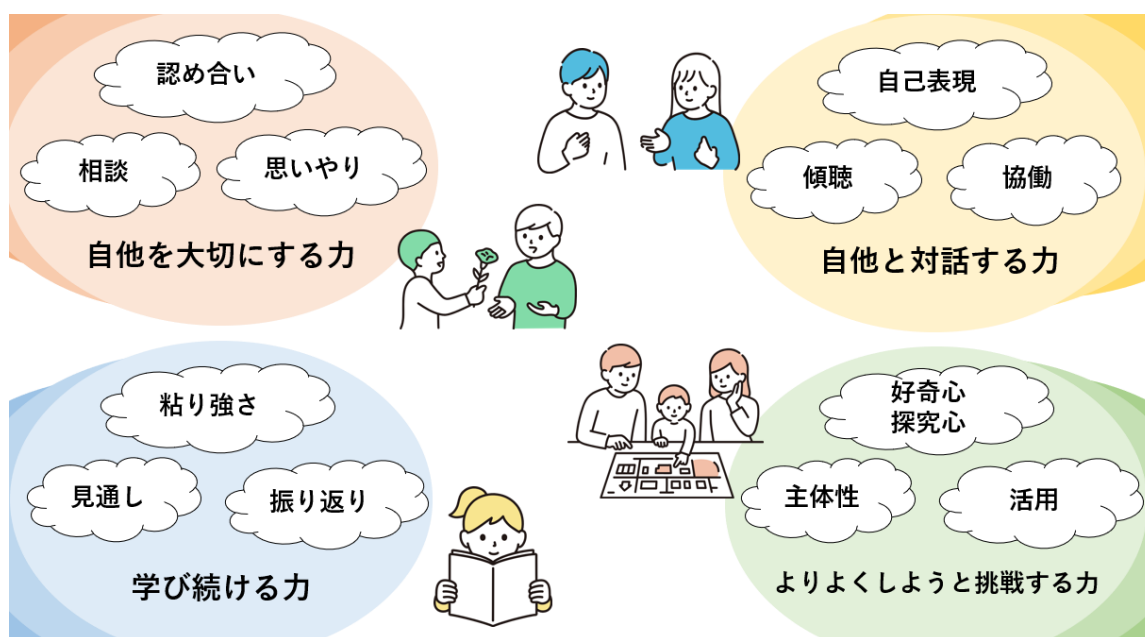 認め合い
相談
思いやり
自他を大切にする力
自己表現
傾聴
協働
自他と対話する力
粘り強さ
見通し
振り返り
学び続ける力
好奇心
探究心
主体性
活用
よりよくしようと挑戦する力